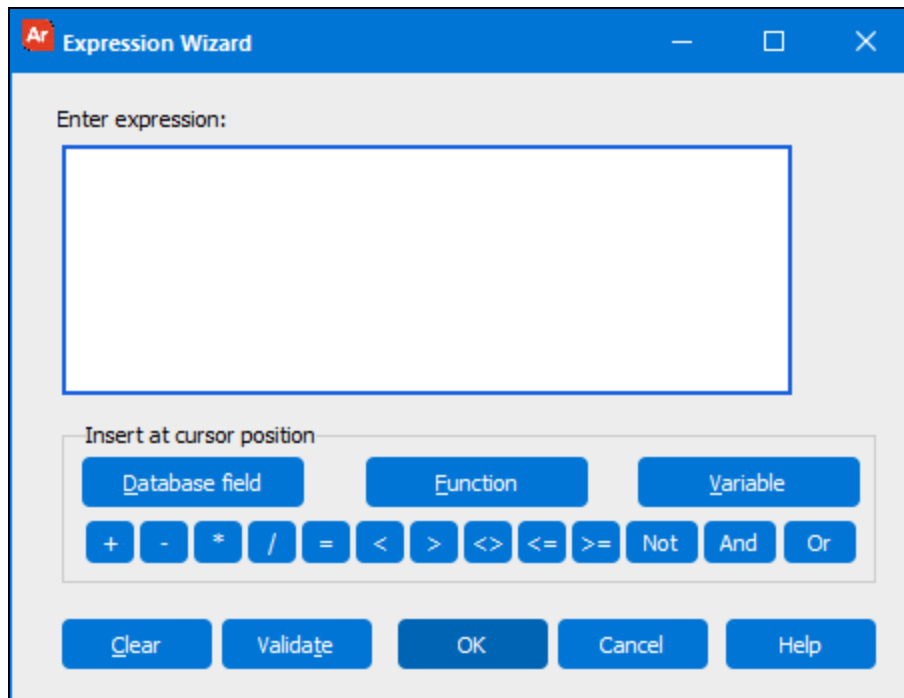 Ar Expression Wizard
Enter expression:
Insert at cursor position
Database field Function Variable
+ - * / = < > <> <= >= Not And Or
Clear Validate OK Cancel Help